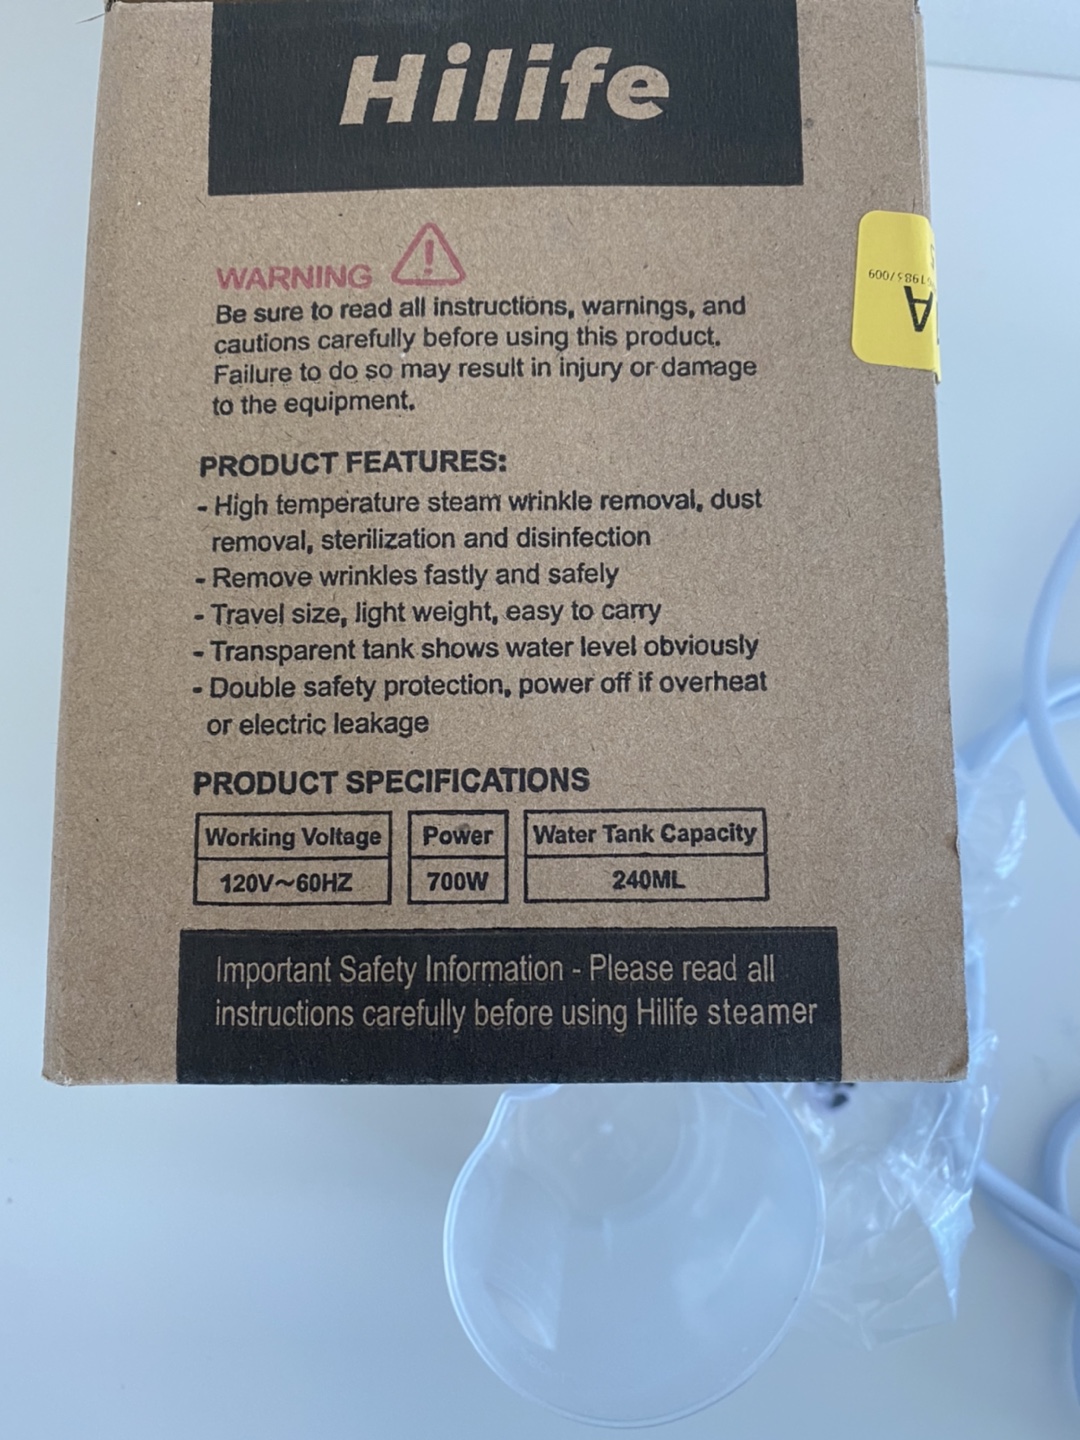 Hilife
WARNING
Be sure to read all instructions, warnings, and
cautions carefully before using this product.
Failure to do so may result in injury or damage
to the equipment.
PRODUCT FEATURES:
- High temperature steam wrinkle removal, dust
removal, sterilization and disinfection
- Remove wrinkles fastly and safely
- Travel size, light weight, easy to carry
- Transparent tank shows water level obviously
- Double safety protection, power off if overheat
or electric leakage
PRODUCT SPECIFICATIONS
Working Voltage Power Water Tank Capacity
120V~60HZ 700W 240ML
Important Safety Information - Please read all
instructions carefully before using Hilife steamer